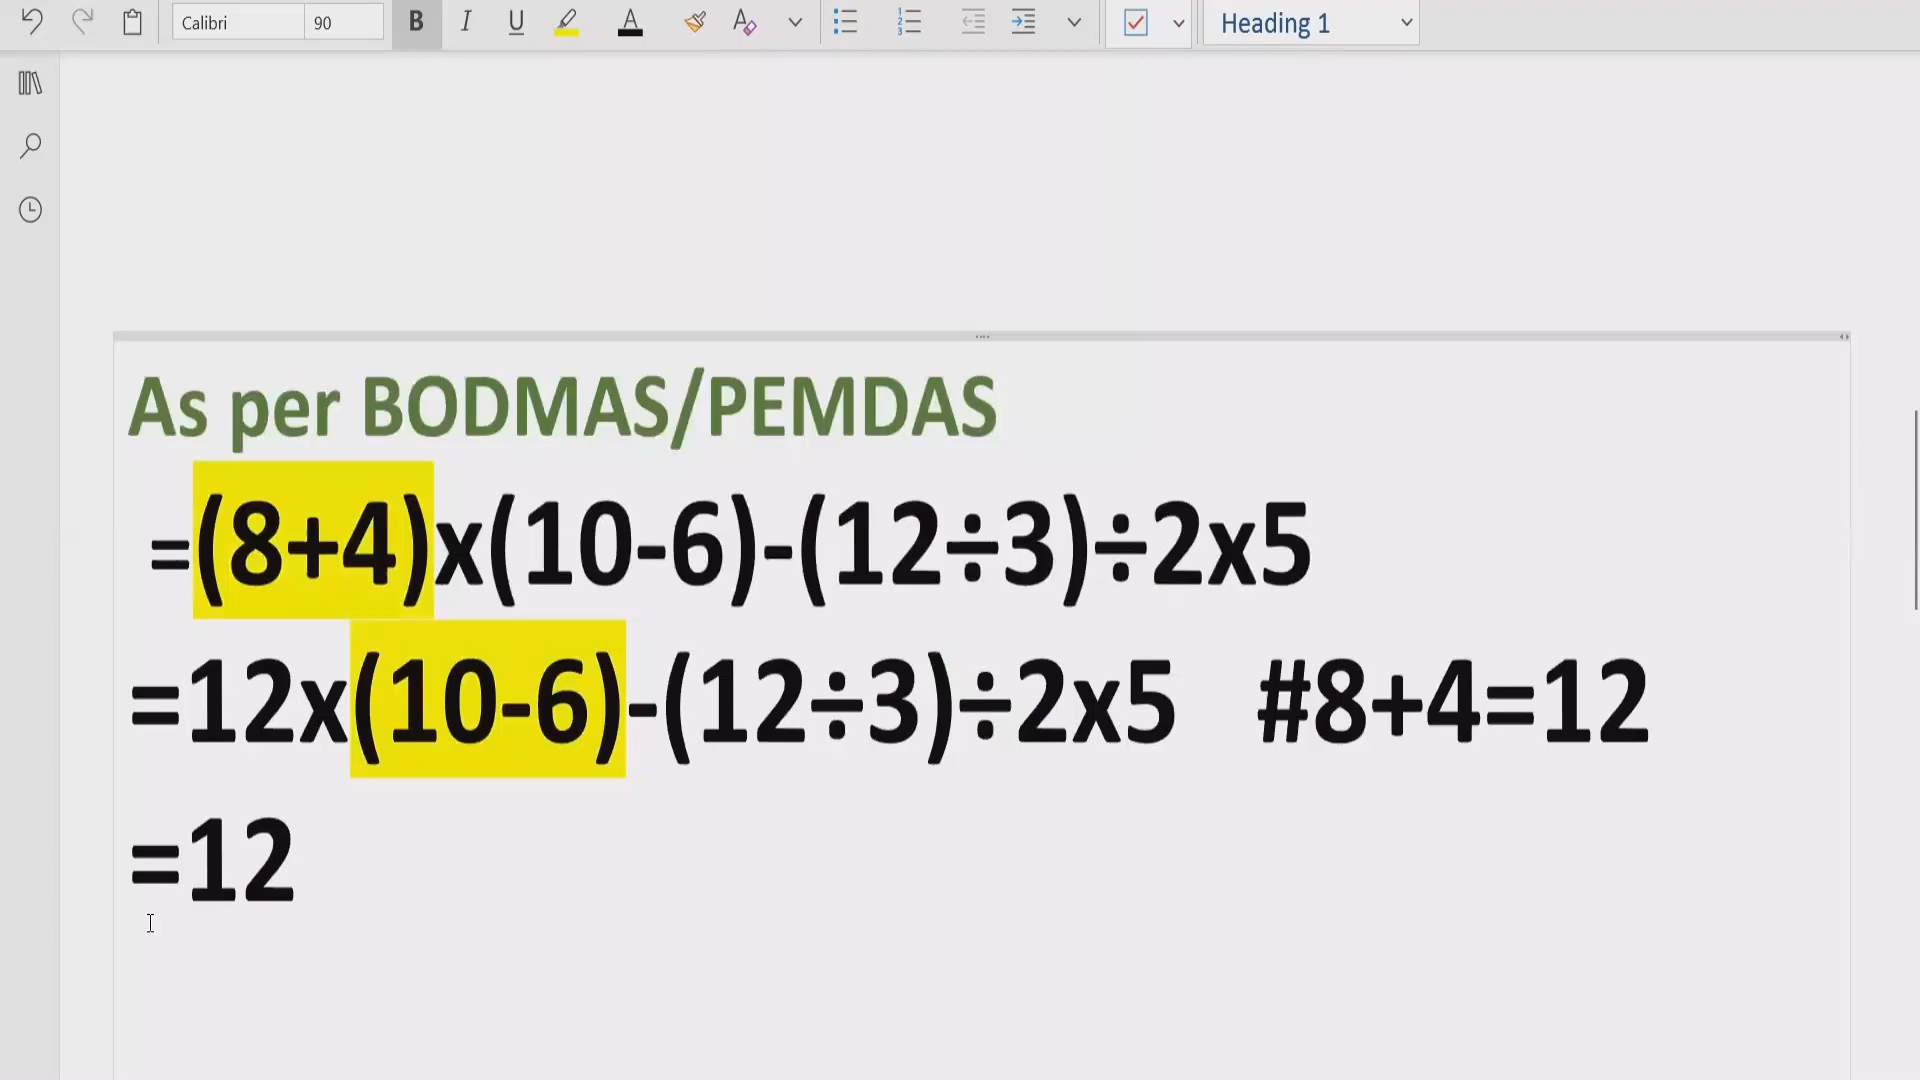 Calibri 90 B I U A A Heading 1
As per BODMAS/PEMDAS
=(8+4)x(10-6)-(12÷3)÷2x5
=12x(10-6)-(12÷3)÷2x5 #8+4=12
=12